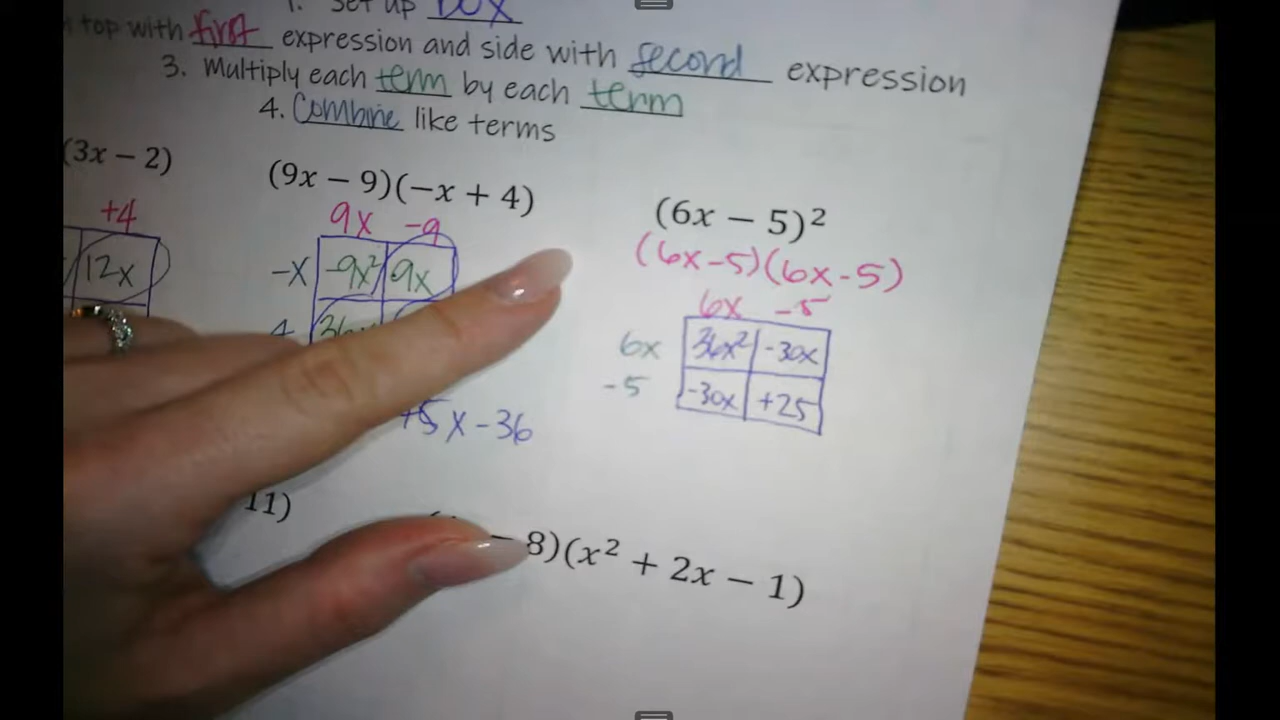 1. Set up box
top with first expression and side with second expression
3. Multiply each term by each term
4. Combine like terms
(3x − 2)
+4
12x
(9x − 9)(−x + 4)
9x -9
-x -9x² 9x
4 36x
+5x-36
(6x − 5)²
(6x-5)(6x-5)
6x -5
6x 36x² -30x
-5 -30x +25
11)
− 8)(x² + 2x − 1)